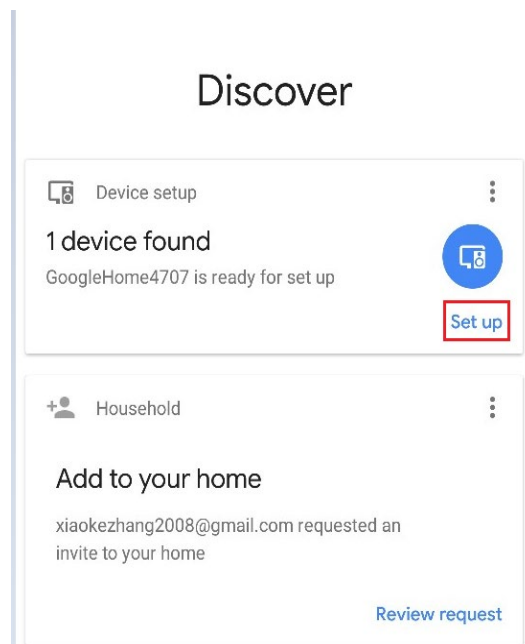 Discover
Device setup
1 device found
GoogleHome4707 is ready for set up
Set up
Household
Add to your home
xiaokezhang2008@gmail.com requested an
invite to your home
Review request